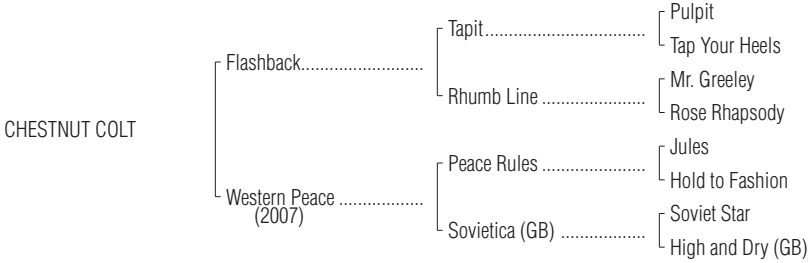 Pulpit
Tapit................................
Tap Your Heels
Flashback........................
Mr. Greeley
Rhumb Line .....................
Rose Rhapsody
CHESTNUT COLT
Jules
Peace Rules .....................
Hold to Fashion
Western Peace .................
(2007)
Soviet Star
Sovietica (GB) .................
High and Dry (GB)